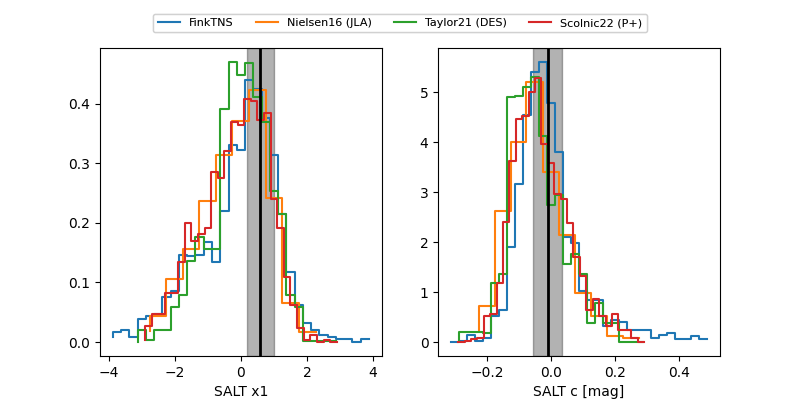 FinkTNS Nielsen16 (JLA) Taylor21 (DES) Scolnic22 (P+)
0.4
0.3
0.2
0.1
0.0
−4 −2 0 2 4
SALT x1
5
4
3
2
1
0
−0.2 0.0 0.2 0.4
SALT c [mag]